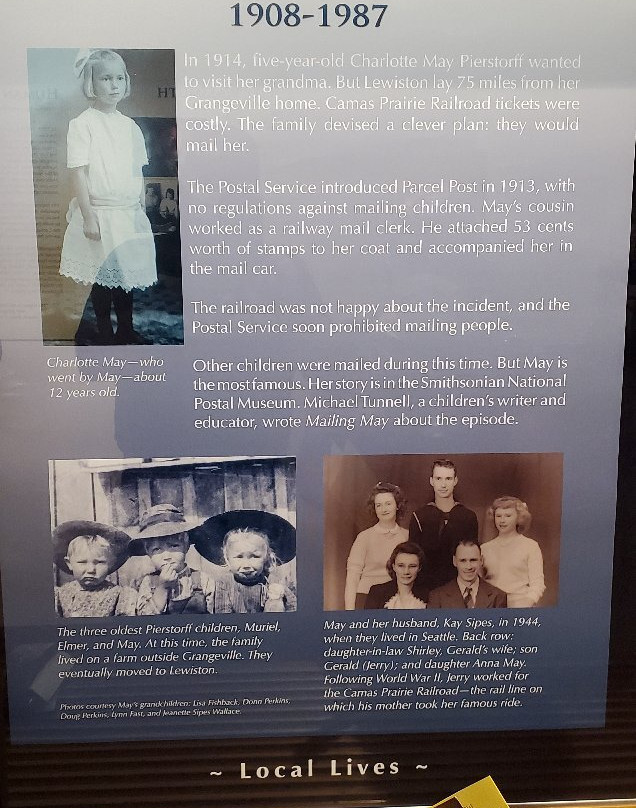 1908-1987
In 1914, five-year-old Charlotte May Pierstorff wanted
to visit her grandma. But Lewiston lay 75 miles from her
Grangeville home. Camas Prairie Railroad tickets were
costly. The family devised a clever plan: they would
mail her.
The Postal Service introduced Parcel Post in 1913, with
no regulations against mailing children. May's cousin
worked as a railway mail clerk. He attached 53 cents
worth of stamps to her coat and accompanied her in
the mail car.
The railroad was not happy about the incident, and the
Postal Service soon prohibited mailing people.
Charlotte May—who
went by May—about
12 years old.
Other children were mailed during this time. But May is
the most famous. Her story is in the Smithsonian National
Postal Museum. Michael Tunnell, a children's writer and
educator, wrote Mailing May about the episode.
The three oldest Pierstorff children, Muriel,
Elmer, and May. At this time, the family
lived on a farm outside Grangeville. They
eventually moved to Lewiston.
Photos courtesy May's grandchildren: Lisa Fishback, Donn Perkins,
Doug Perkins, Lynn Fast, and Jeanette Sipes Wallace.
May and her husband, Kay Sipes, in 1944,
when they lived in Seattle. Back row:
daughter-in-law Shirley, Gerald's wife; son
Gerald (Jerry); and daughter Anna May.
Following World War II, Jerry worked for
the Camas Prairie Railroad—the rail line on
which his mother took her famous ride.
~ Local Lives ~